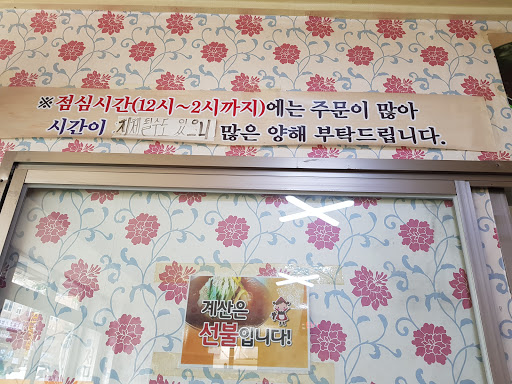 ※점심시간(12시~2시까지)에는 주문이 많아
시간이 지체될수도 있으니 많은 양해 부탁드립니다.
계산은
선불입니다!